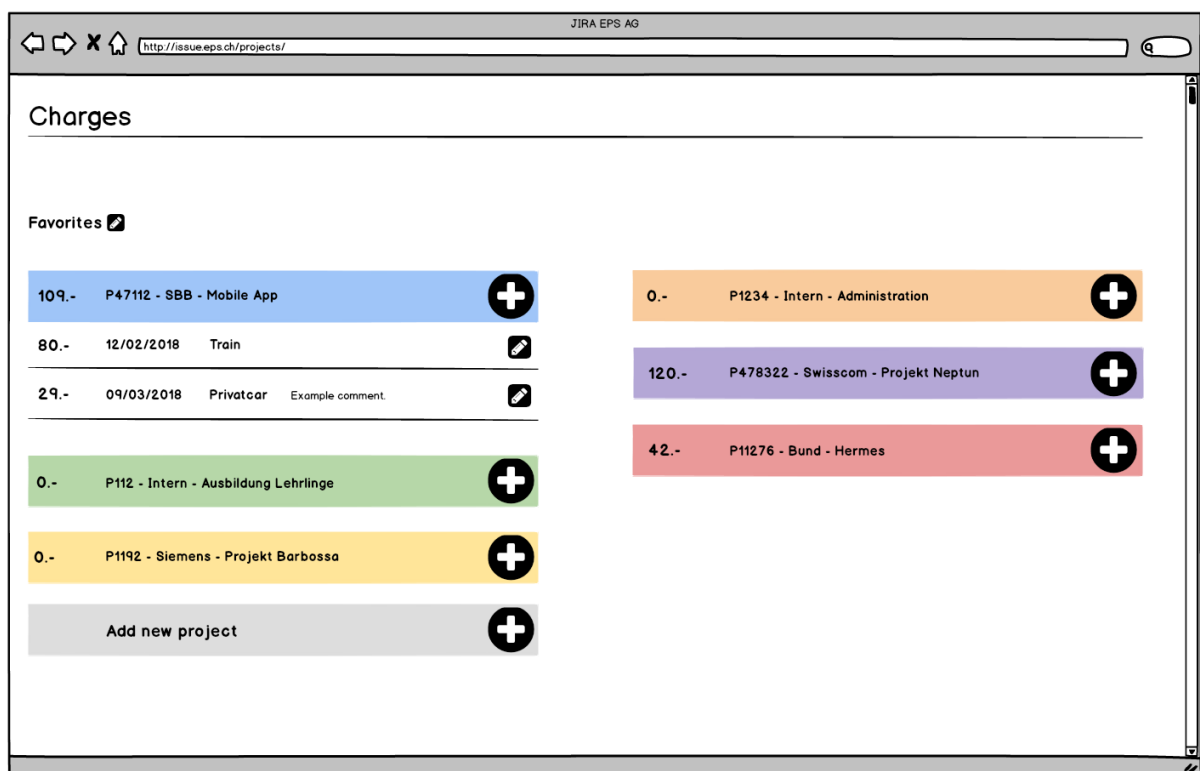 JIRA EPS AG
http://issue.eps.ch/projects/
Charges
Favorites
109.- P47112 - SBB - Mobile App
80.- 12/02/2018 Train
29.- 09/03/2018 Privatcar Example comment.
0.- P112 - Intern - Ausbildung Lehrlinge
0.- P1192 - Siemens - Projekt Barbossa
Add new project
0.- P1234 - Intern - Administration
120.- P478322 - Swisscom - Projekt Neptun
42.- P11276 - Bund - Hermes